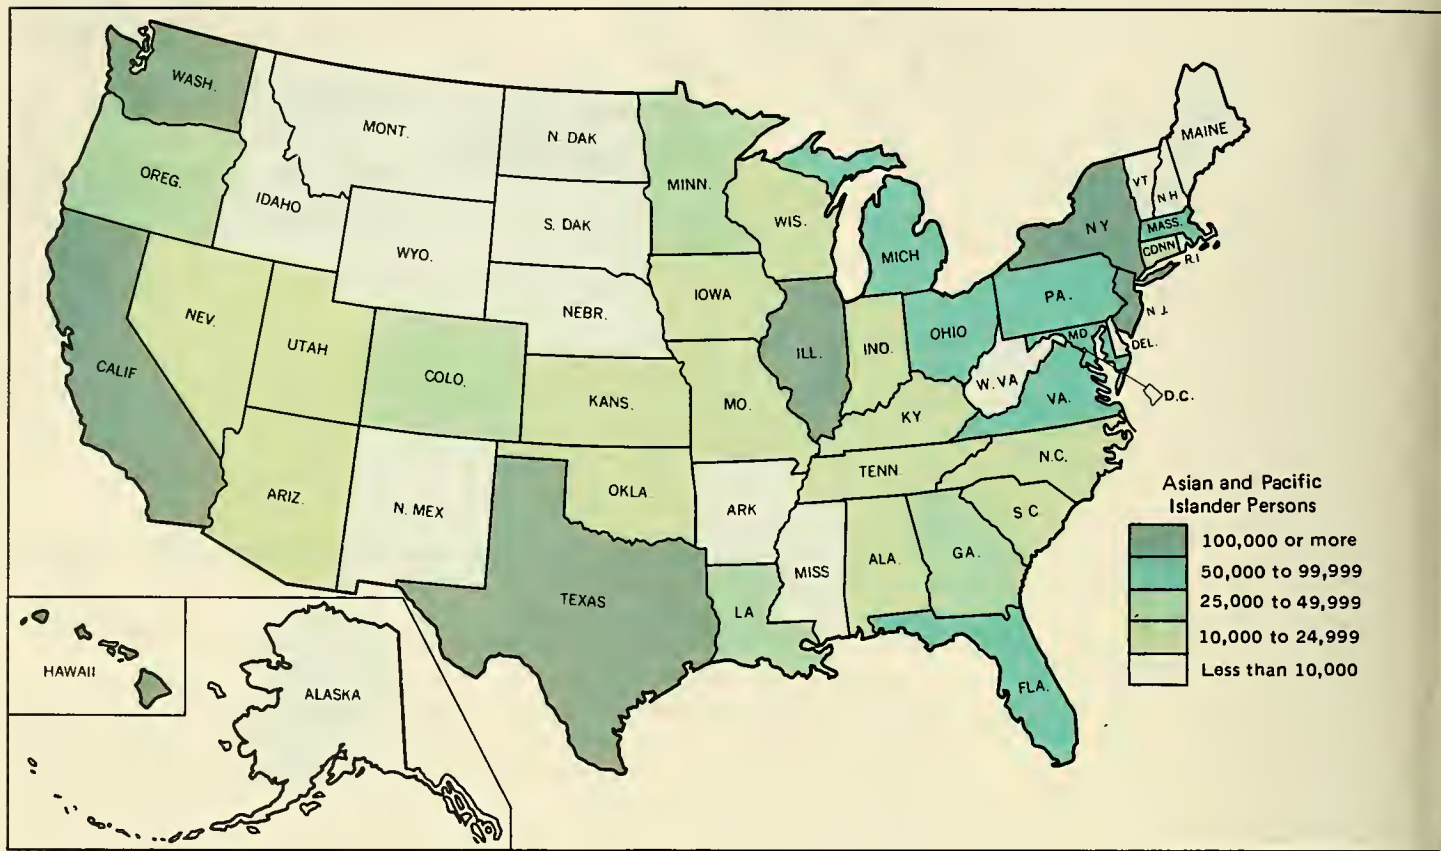 WASH.
MONT.
N. DAK
MINN.
MAINE
VT
N H
OREG.
IDAHO
S. DAK
WIS.
MICH
N Y
MASS.
CONN
R.I
WYO.
IOWA
NEBR.
PA.
N J.
NEV.
UTAH
COLO.
CALIF
ILL.
IND.
OHIO
MD
DEL.
W. VA
VA.
D.C.
KANS.
MO.
KY
ARIZ.
N. MEX
OKLA
ARK
TENN.
N.C.
S C
MISS
ALA.
GA.
TEXAS
LA
FLA.
HAWAII
ALASKA
Asian and Pacific
Islander Persons
100,000 or more
50,000 to 99,999
25,000 to 49,999
10,000 to 24,999
Less than 10,000